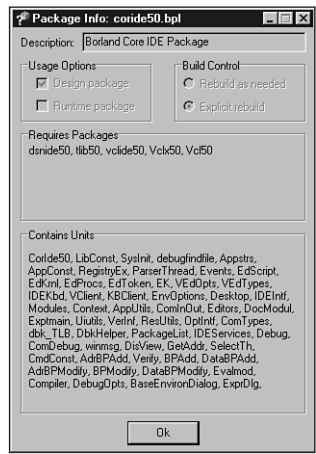 Package Info: coride50.bpl
Description: Borland Core IDE Package
Usage Options
Design package
Runtime package
Build Control
Rebuild as needed
Explicit rebuild
Requires Packages
dsnide50, tlib50, vclide50, Vclx50, Vcl50
Contains Units
CorIde50, LibConst, SysInit, debugfindfile, Appstrs,
AppConst, RegistryEx, ParserThread, Events, EdScript,
EdKrnl, EdProcs, EdToken, EK, VEdOpts, VEdTypes,
IDEKbd, VClient, KBClient, EnvOptions, Desktop, IDEIntf,
Modules, Context, AppUtils, ComInOut, Editors, DocModul,
Exptmain, Uiutils, VerInf, ResUtils, OptIntf, ComTypes,
dbk_TLB, DbkHelper, PackageList, IDEServices, Debug,
ComDebug, winmsg, DisView, GetAddr, SelectTh,
CmdConst, AdrBPAdd, Verify, BPAdd, DataBPAdd,
AdrBPModify, BPModify, DataBPModify, Evalmod,
Compiler, DebugOpts, BaseEnvironDialog, ExprDlg,
Ok